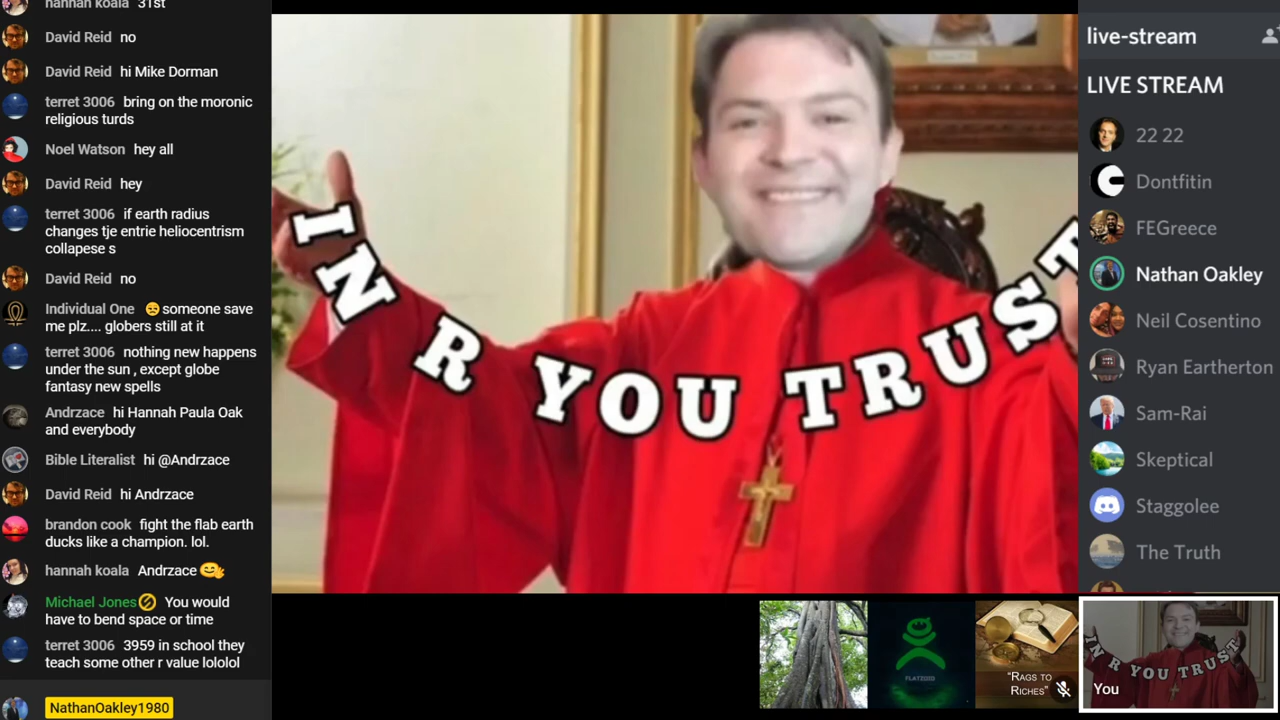 hannah koala 31st
David Reid no
David Reid hi Mike Dorman
terret 3006 bring on the moronic
religious turds
Noel Watson hey all
David Reid hey
terret 3006 if earth radius
changes tje entrie heliocentrism
collapese s
David Reid no
Individual One 😒someone save
me plz.... globers still at it
terret 3006 nothing new happens
under the sun , except globe
fantasy new spells
Andrzace hi Hannah Paula Oak
and everybody
Bible Literalist hi @Andrzace
David Reid hi Andrzace
brandon cook fight the flab earth
ducks like a champion. lol.
hannah koala Andrzace
Michael Jones You would
have to bend space or time
terret 3006 3959 in school they
teach some other r value lololol
NathanOakley1980
IN R YOU TRUST
live-stream
LIVE STREAM
22 22
Dontfitin
FEGreece
Nathan Oakley
Neil Cosentino
Ryan Eartherton
Sam-Rai
Skeptical
Staggolee
The Truth
FLATZOID
"RAGS TO
RICHES"
IN R YOU TRUST
You